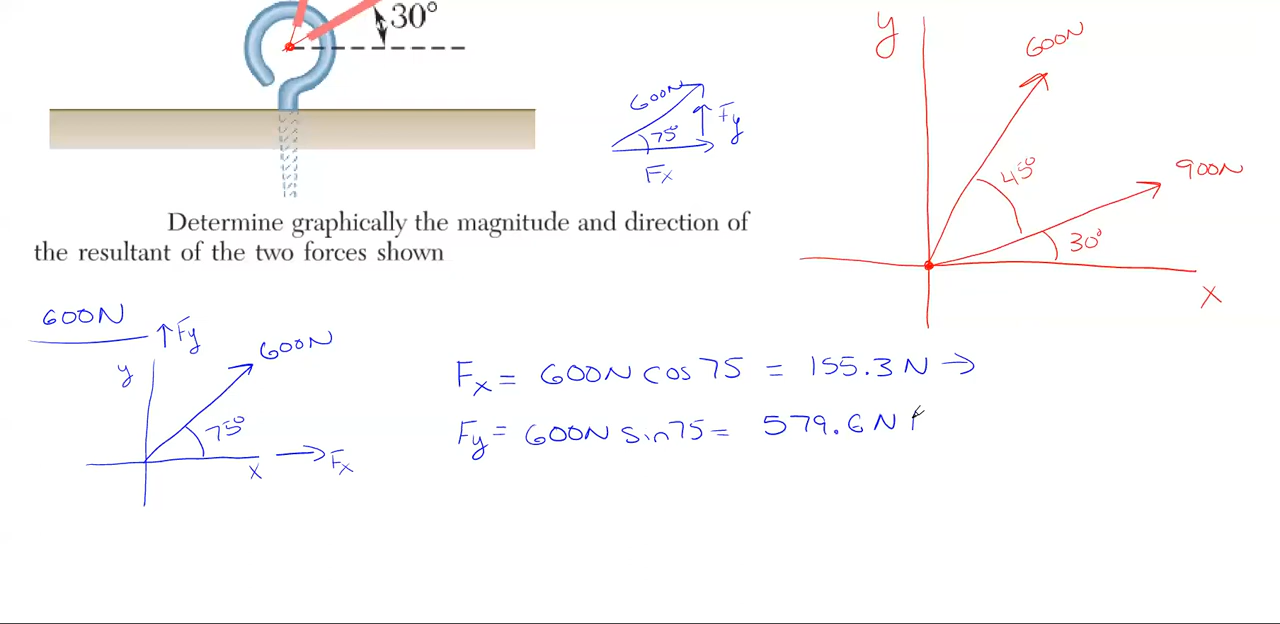 30°
y
600N
45°
900N
30°
x
600N
75°
Fy
Fx
Determine graphically the magnitude and direction of
the resultant of the two forces shown
600N
↑Fy
y
600N
75°
x
→Fx
Fx = 600N cos 75 = 155.3 N →
Fy = 600N sin75 = 579.6 N